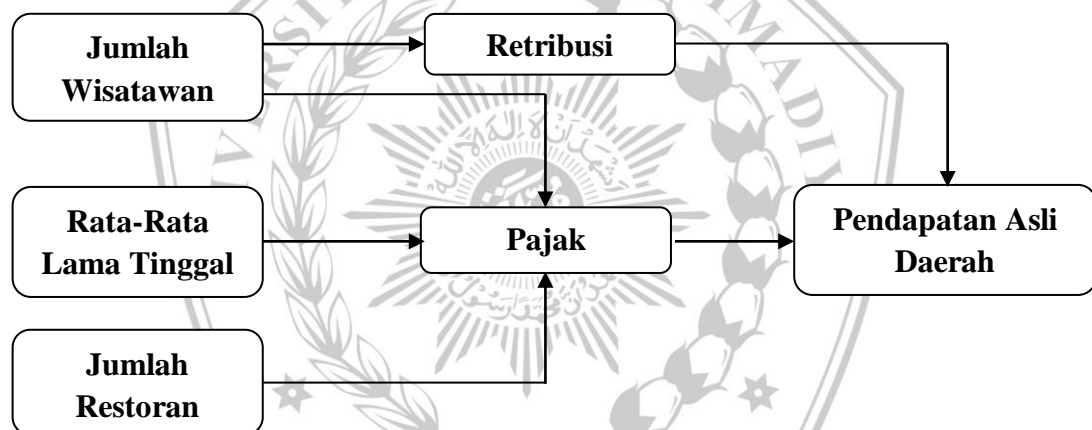 Jumlah
Wisatawan
Retribusi
Rata-Rata
Lama Tinggal
Pajak
Pendapatan Asli
Daerah
Jumlah
Restoran